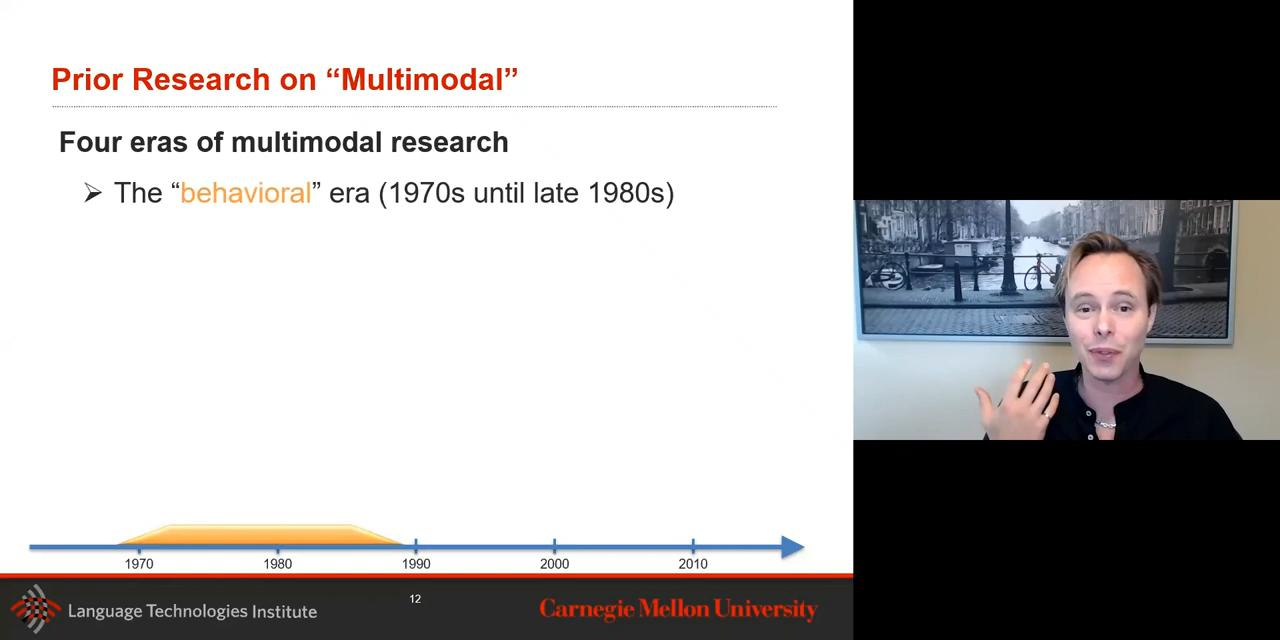 Prior Research on “Multimodal”
Four eras of multimodal research
➢ The “behavioral” era (1970s until late 1980s)
1970 1980 1990 2000 2010
12
Language Technologies Institute
Carnegie Mellon University